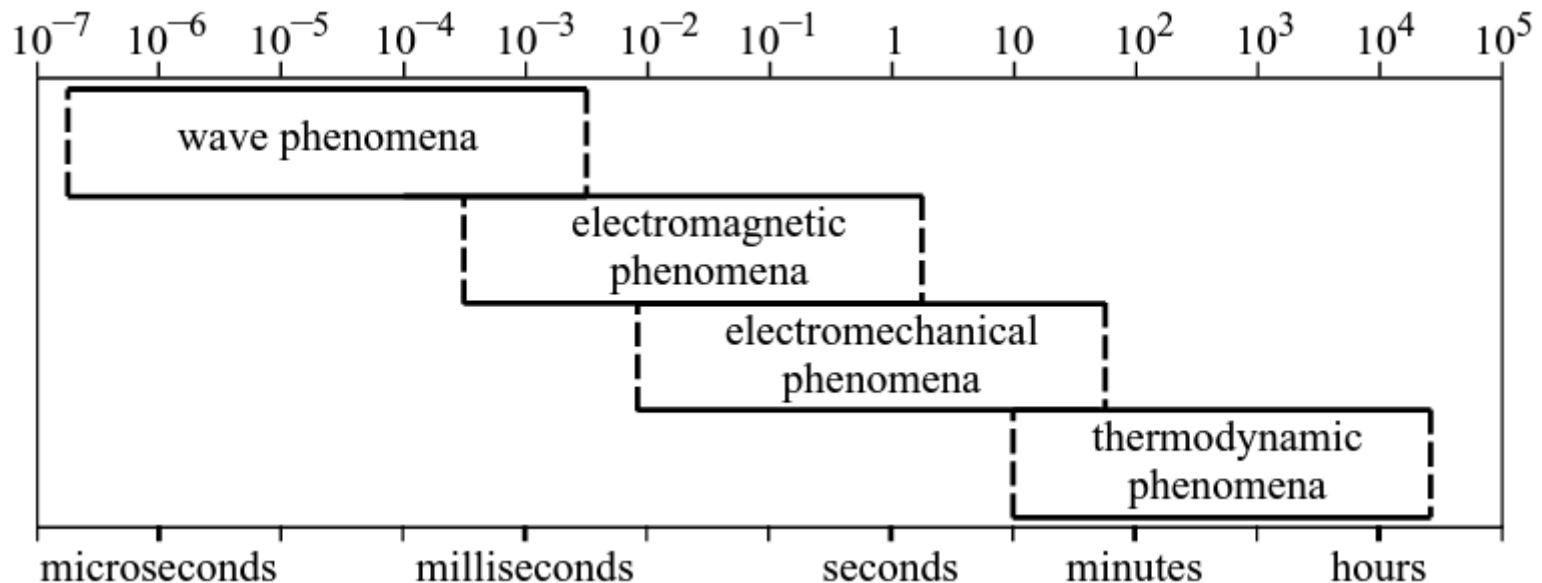 10⁻⁷ 10⁻⁶ 10⁻⁵ 10⁻⁴ 10⁻³ 10⁻² 10⁻¹ 1 10 10² 10³ 10⁴ 10⁵
wave phenomena
electromagnetic
phenomena
electromechanical
phenomena
thermodynamic
phenomena
microseconds milliseconds seconds minutes hours